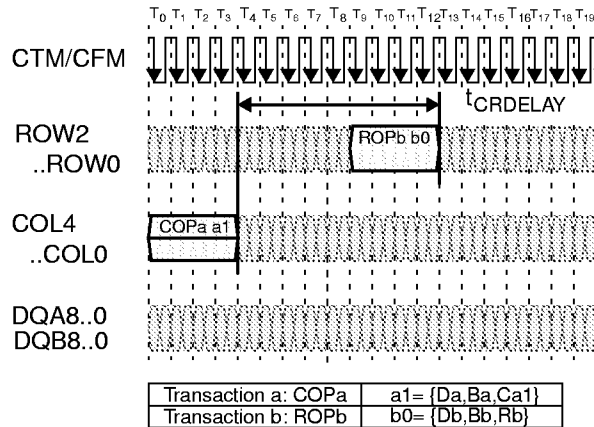 T0 T1 T2 T3 T4 T5 T6 T7 T8 T9 T10 T11 T12 T13 T14 T15 T16 T17 T18 T19
CTM/CFM
tCRDELAY
ROW2
..ROW0
ROPb b0
COL4
..COL0
COPa a1
DQA8..0
DQB8..0
Transaction a: COPa a1= {Da,Ba,Ca1}
Transaction b: ROPb b0= {Db,Bb,Rb}